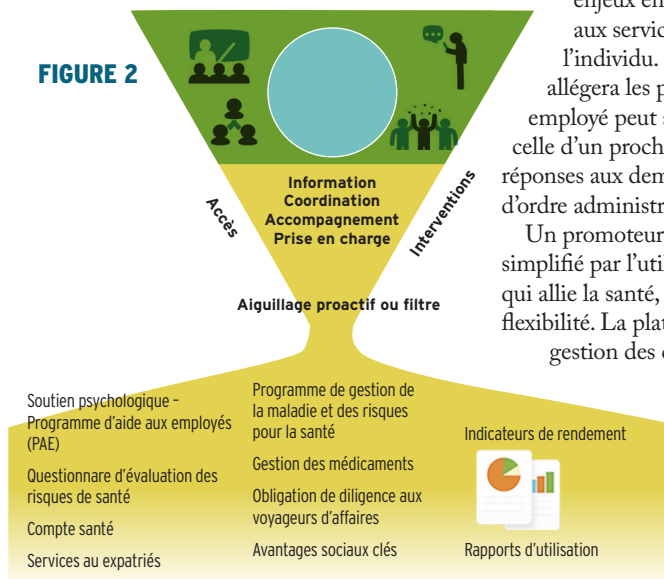 FIGURE 2
enjeux en
aux servic
l'individu.
allégera les p
employé peut s
celle d'un proch
réponses aux dem
d'ordre administr
Un promoteur
simplifié par l'util
qui allie la santé,
flexibilité. La plat
gestion des
Accès
Information
Coordination
Accompagnement
Prise en charge
Interventions
Aiguillage proactif ou filtre
Soutien psychologique –
Programme d'aide aux employés
(PAE)
Questionnare d'évaluation des
risques de santé
Compte santé
Services au expatriés
Programme de gestion de
la maladie et des risques
pour la santé
Gestion des médicaments
Obligation de diligence aux
voyageurs d'affaires
Avantages sociaux clés
Indicateurs de rendement
Rapports d'utilisation